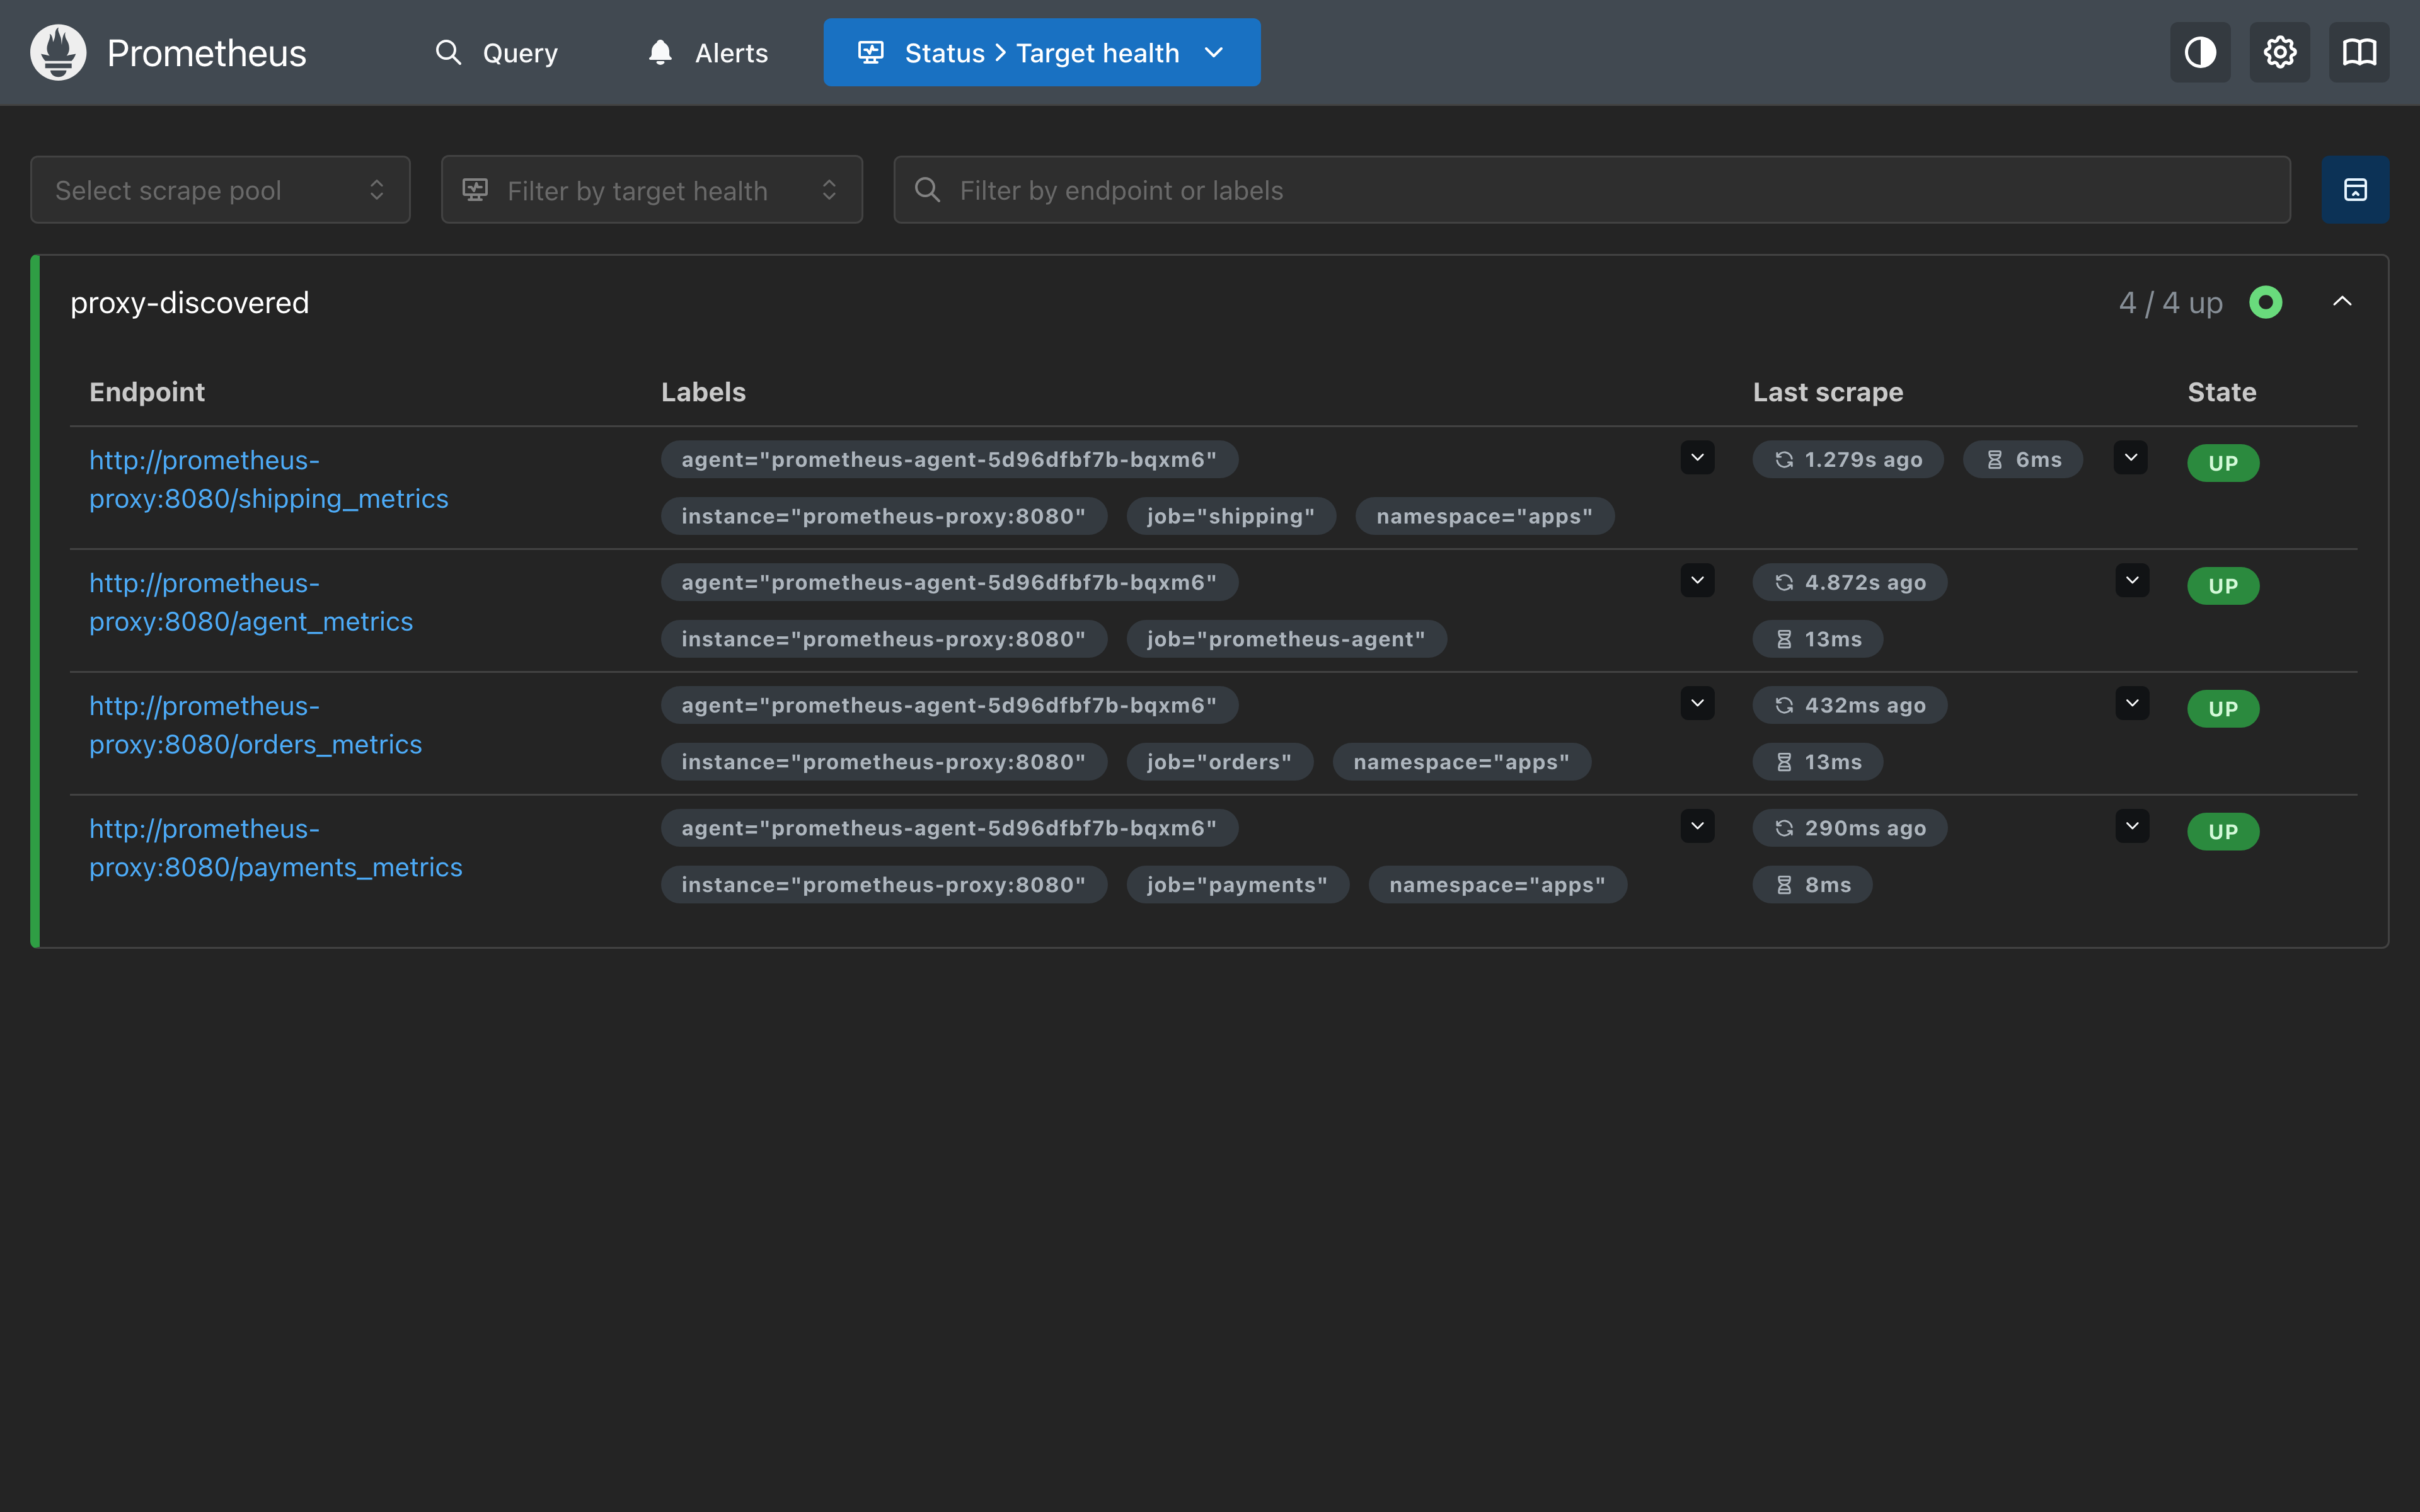 Prometheus
Query
Alerts
Status > Target health
Select scrape pool
Filter by target health
Filter by endpoint or labels
proxy-discovered
4 / 4 up
Endpoint Labels Last scrape State
http://prometheus-
proxy:8080/shipping_metrics
agent="prometheus-agent-5d96dfbf7b-bqxm6"
instance="prometheus-proxy:8080" job="shipping" namespace="apps"
1.279s ago 6ms
UP
http://prometheus-
proxy:8080/agent_metrics
agent="prometheus-agent-5d96dfbf7b-bqxm6"
instance="prometheus-proxy:8080" job="prometheus-agent"
4.872s ago
13ms
UP
http://prometheus-
proxy:8080/orders_metrics
agent="prometheus-agent-5d96dfbf7b-bqxm6"
instance="prometheus-proxy:8080" job="orders" namespace="apps"
432ms ago
13ms
UP
http://prometheus-
proxy:8080/payments_metrics
agent="prometheus-agent-5d96dfbf7b-bqxm6"
instance="prometheus-proxy:8080" job="payments" namespace="apps"
290ms ago
8ms
UP